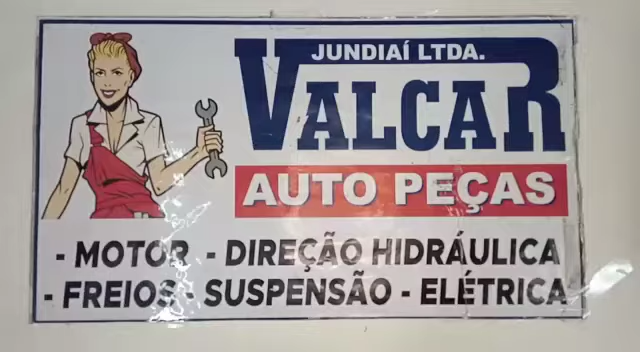 JUNDIAÍ LTDA.
VALCAR
AUTO PEÇAS
- MOTOR - DIREÇÃO HIDRÁULICA
- FREIOS - SUSPENSÃO - ELÉTRICA